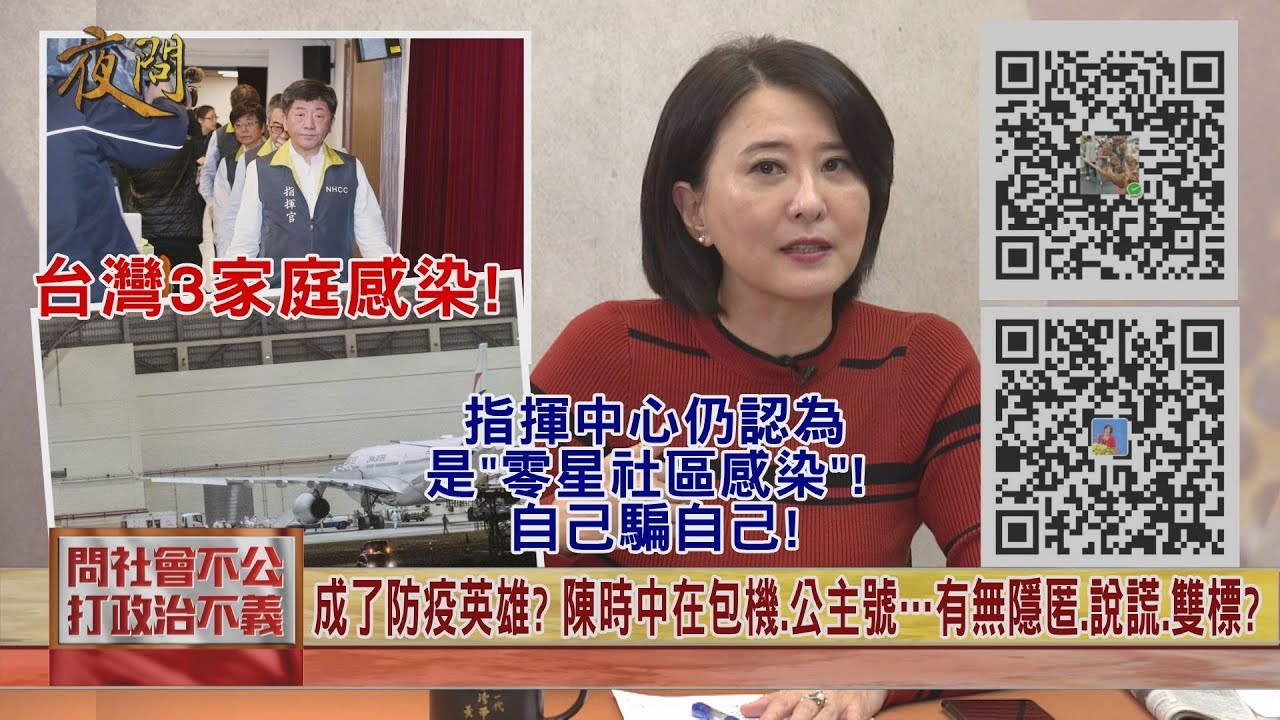 夜問
NHCC
指揮官
台灣3家庭感染!
指揮中心仍認為
是"零星社區感染"!
自己騙自己!
問社會不公
打政治不義
成了防疫英雄? 陳時中在包機.公主號…有無隱匿.說謊.雙標?
一代